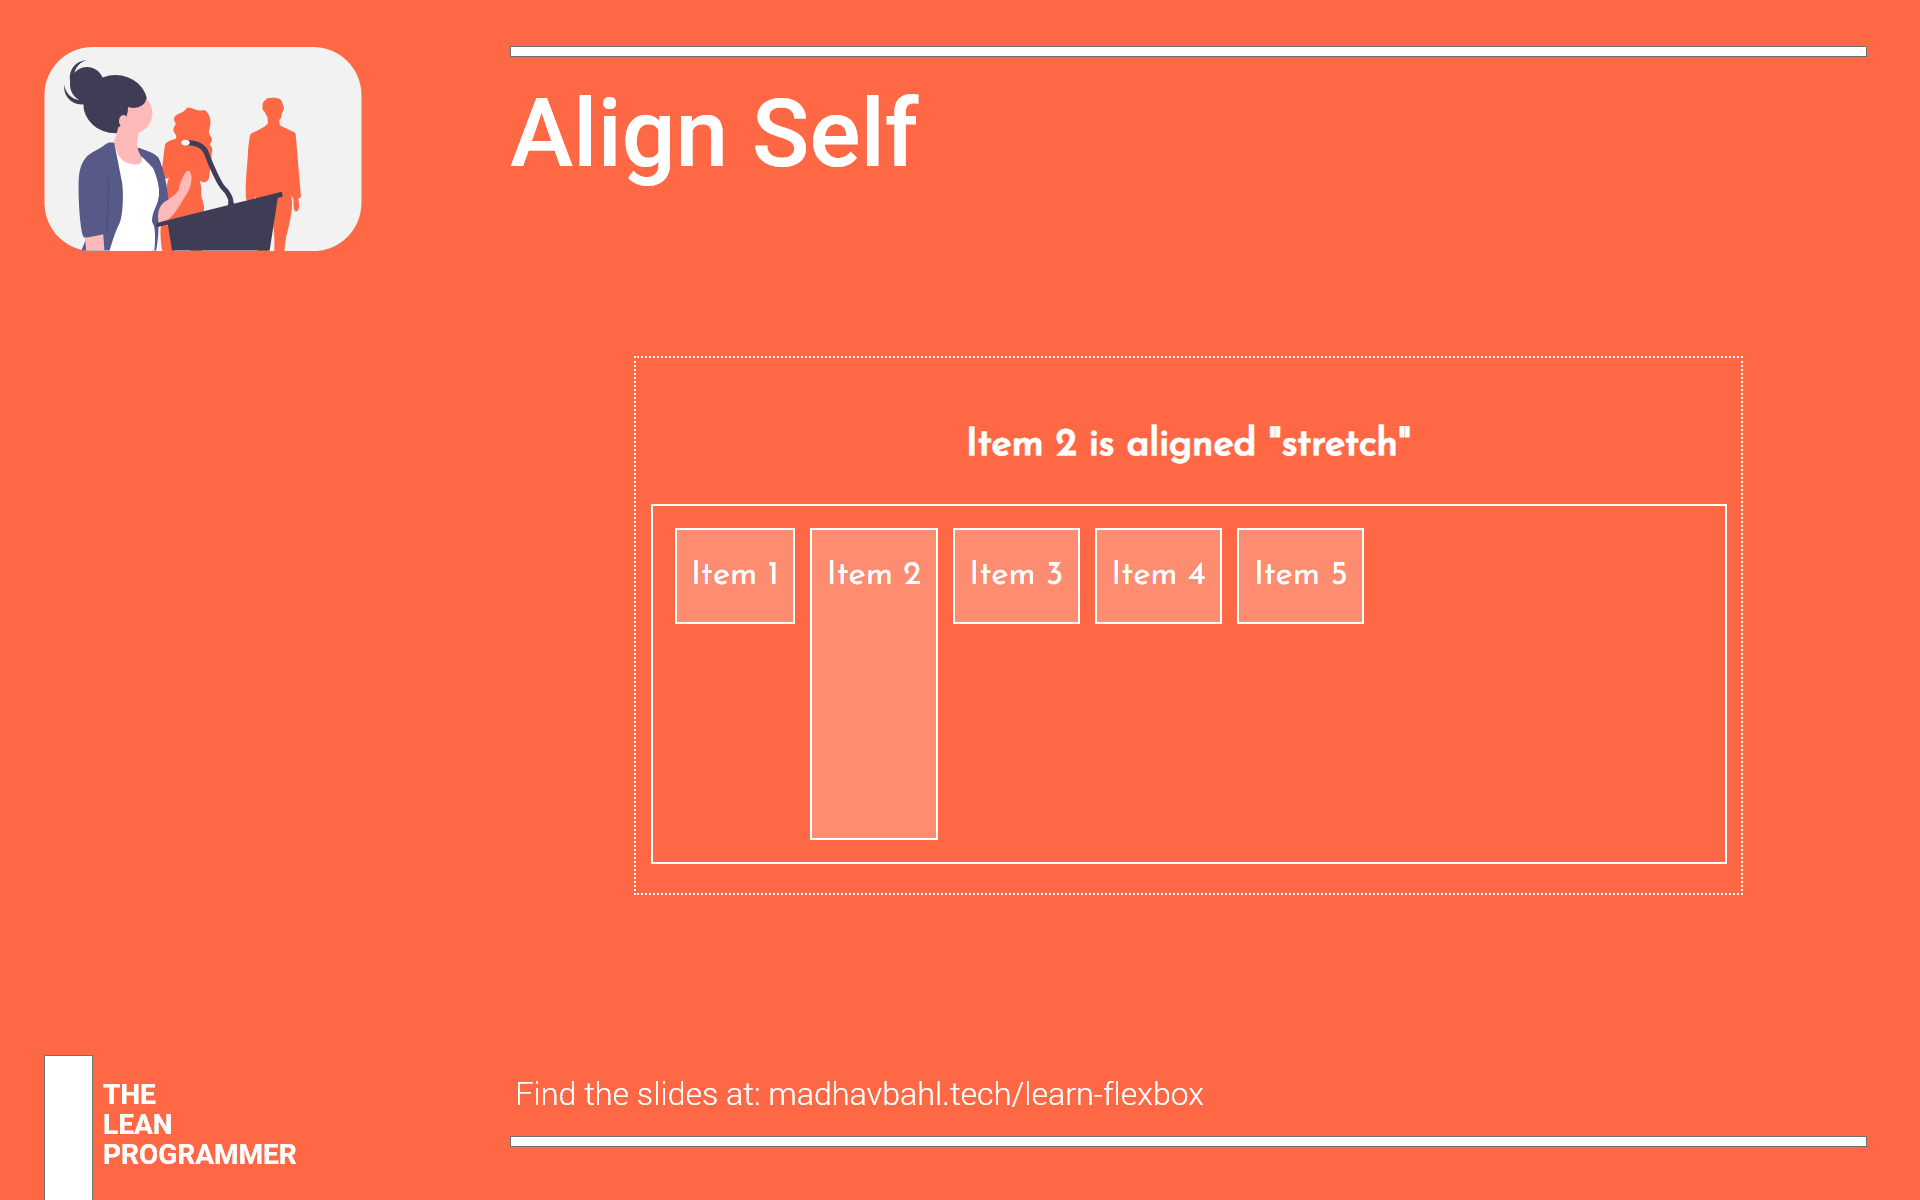 Align Self
Item 2 is aligned "stretch"
Item 1
Item 2
Item 3
Item 4
Item 5
Find the slides at: madhavbahl.tech/learn-flexbox
THE
LEAN
PROGRAMMER